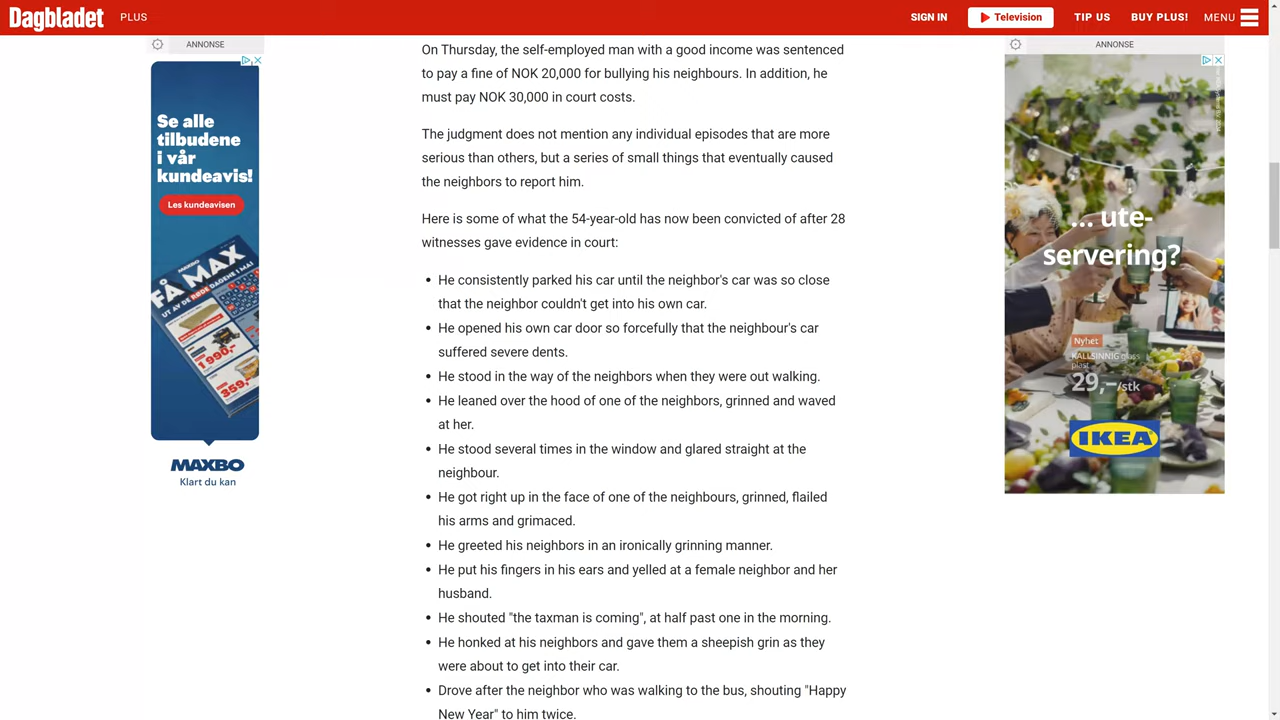 Dagbladet PLUS SIGN IN Television TIP US BUY PLUS! MENU
ANNONSE
Se alle
tilbudene
i vår
kundeavis!
Les kundeavisen
MAXBO
FÅ MAX
UT AV DE RØDE DAGENE I MAI
1990,-
359,-
MAXBO
Klart du kan
On Thursday, the self-employed man with a good income was sentenced
to pay a fine of NOK 20,000 for bullying his neighbours. In addition, he
must pay NOK 30,000 in court costs.
The judgment does not mention any individual episodes that are more
serious than others, but a series of small things that eventually caused
the neighbors to report him.
Here is some of what the 54-year-old has now been convicted of after 28
witnesses gave evidence in court:
• He consistently parked his car until the neighbor's car was so close
that the neighbor couldn't get into his own car.
• He opened his own car door so forcefully that the neighbour's car
suffered severe dents.
• He stood in the way of the neighbors when they were out walking.
• He leaned over the hood of one of the neighbors, grinned and waved
at her.
• He stood several times in the window and glared straight at the
neighbour.
• He got right up in the face of one of the neighbours, grinned, flailed
his arms and grimaced.
• He greeted his neighbors in an ironically grinning manner.
• He put his fingers in his ears and yelled at a female neighbor and her
husband.
• He shouted "the taxman is coming", at half past one in the morning.
• He honked at his neighbors and gave them a sheepish grin as they
were about to get into their car.
• Drove after the neighbor who was walking to the bus, shouting "Happy
New Year" to him twice.
ANNONSE
... ute-
servering?
Nyhet
KALLSINNIG glass
plast
29,–/stk
IKEA